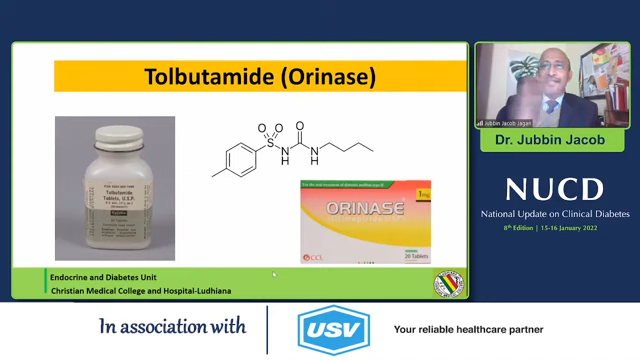 Tolbutamide (Orinase)
Tolbutamide
Tablets, U.S.P.
O O
S
O
N
H
N
H
1mg
ORINASE
CCL
20 Tablets
Endocrine and Diabetes Unit
Christian Medical College and Hospital-Ludhiana
Jubbin Jacob Jagan
Dr. Jubbin Jacob
NUCD
National Update on Clinical Diabetes
8th Edition | 15-16 January 2022
In association with
USV
Your reliable healthcare partner